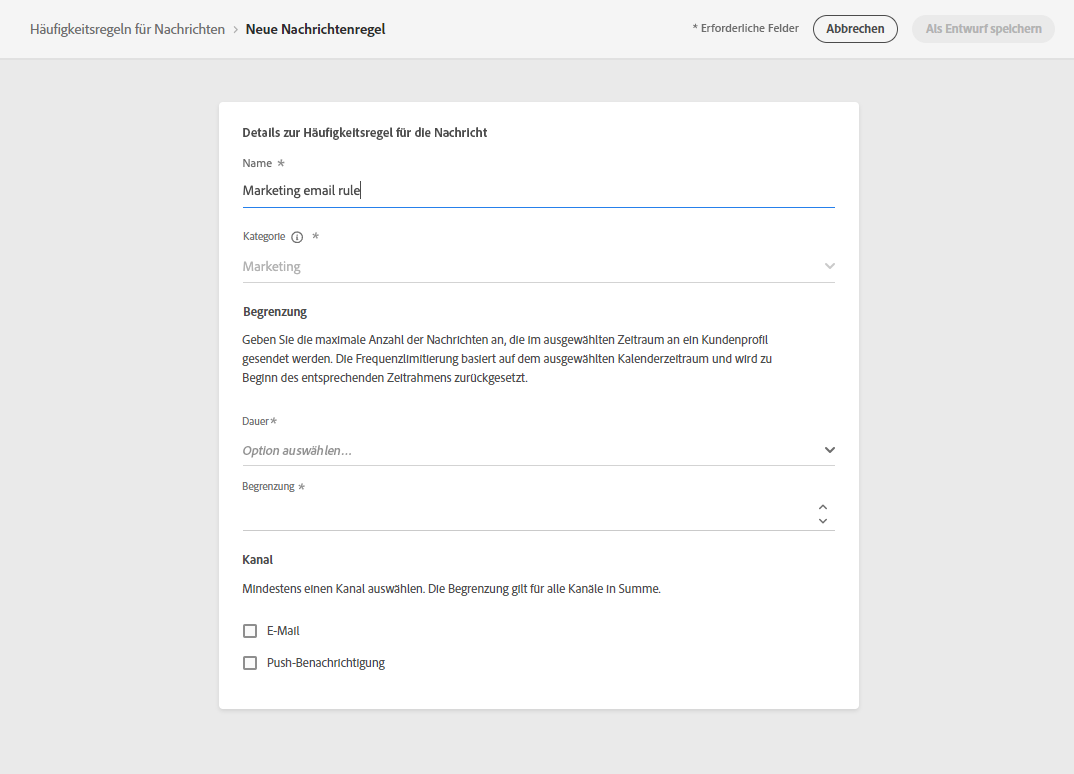 Häufigkeitsregeln für Nachrichten > Neue Nachrichtenregel
* Erforderliche Felder
Abbrechen
Als Entwurf speichern
Details zur Häufigkeitsregel für die Nachricht
Name *
Marketing email rule
Kategorie *
Marketing
Begrenzung
Geben Sie die maximale Anzahl der Nachrichten an, die im ausgewählten Zeitraum an ein Kundenprofil
gesendet werden. Die Frequenzlimitierung basiert auf dem ausgewählten Kalenderzeitraum und wird zu
Beginn des entsprechenden Zeitrahmens zurückgesetzt.
Dauer*
Option auswählen...
Begrenzung *
Kanal
Mindestens einen Kanal auswählen. Die Begrenzung gilt für alle Kanäle in Summe.
E-Mail
Push-Benachrichtigung